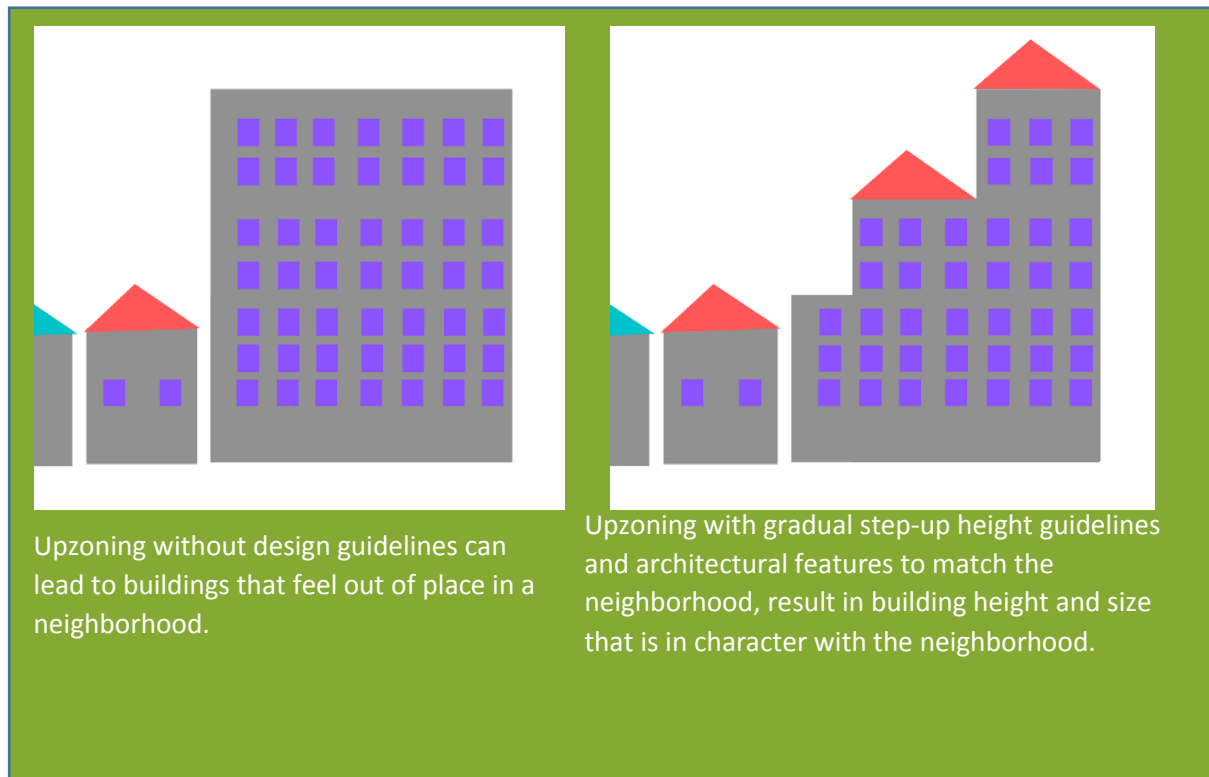 Upzoning without design guidelines can
lead to buildings that feel out of place in a
neighborhood.
Upzoning with gradual step-up height guidelines
and architectural features to match the
neighborhood, result in building height and size
that is in character with the neighborhood.